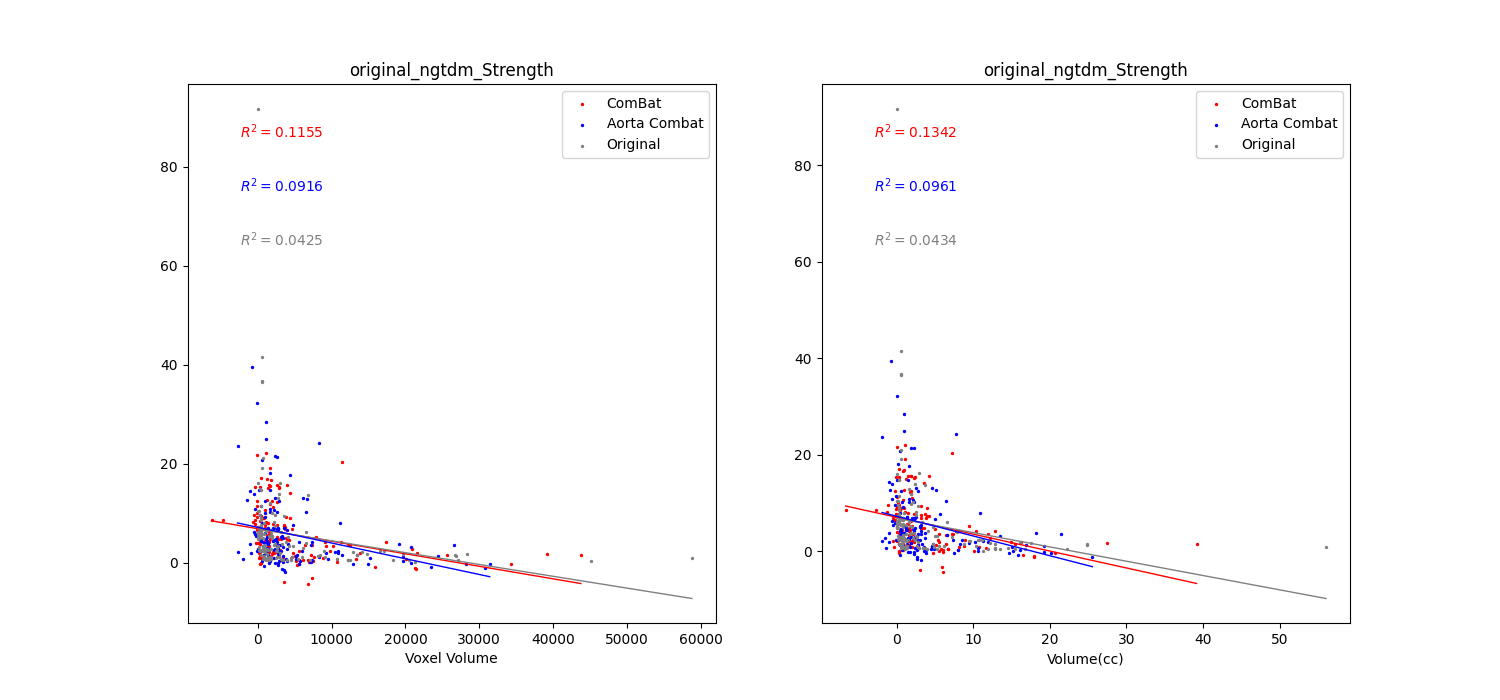 original_ngtdm_Strength
ComBat
Aorta Combat
Original
R² = 0.1155
R² = 0.0916
R² = 0.0425
80
60
40
20
0
0 10000 20000 30000 40000 50000 60000
Voxel Volume
original_ngtdm_Strength
ComBat
Aorta Combat
Original
R² = 0.1342
R² = 0.0961
R² = 0.0434
80
60
40
20
0
0 10 20 30 40 50
Volume(cc)